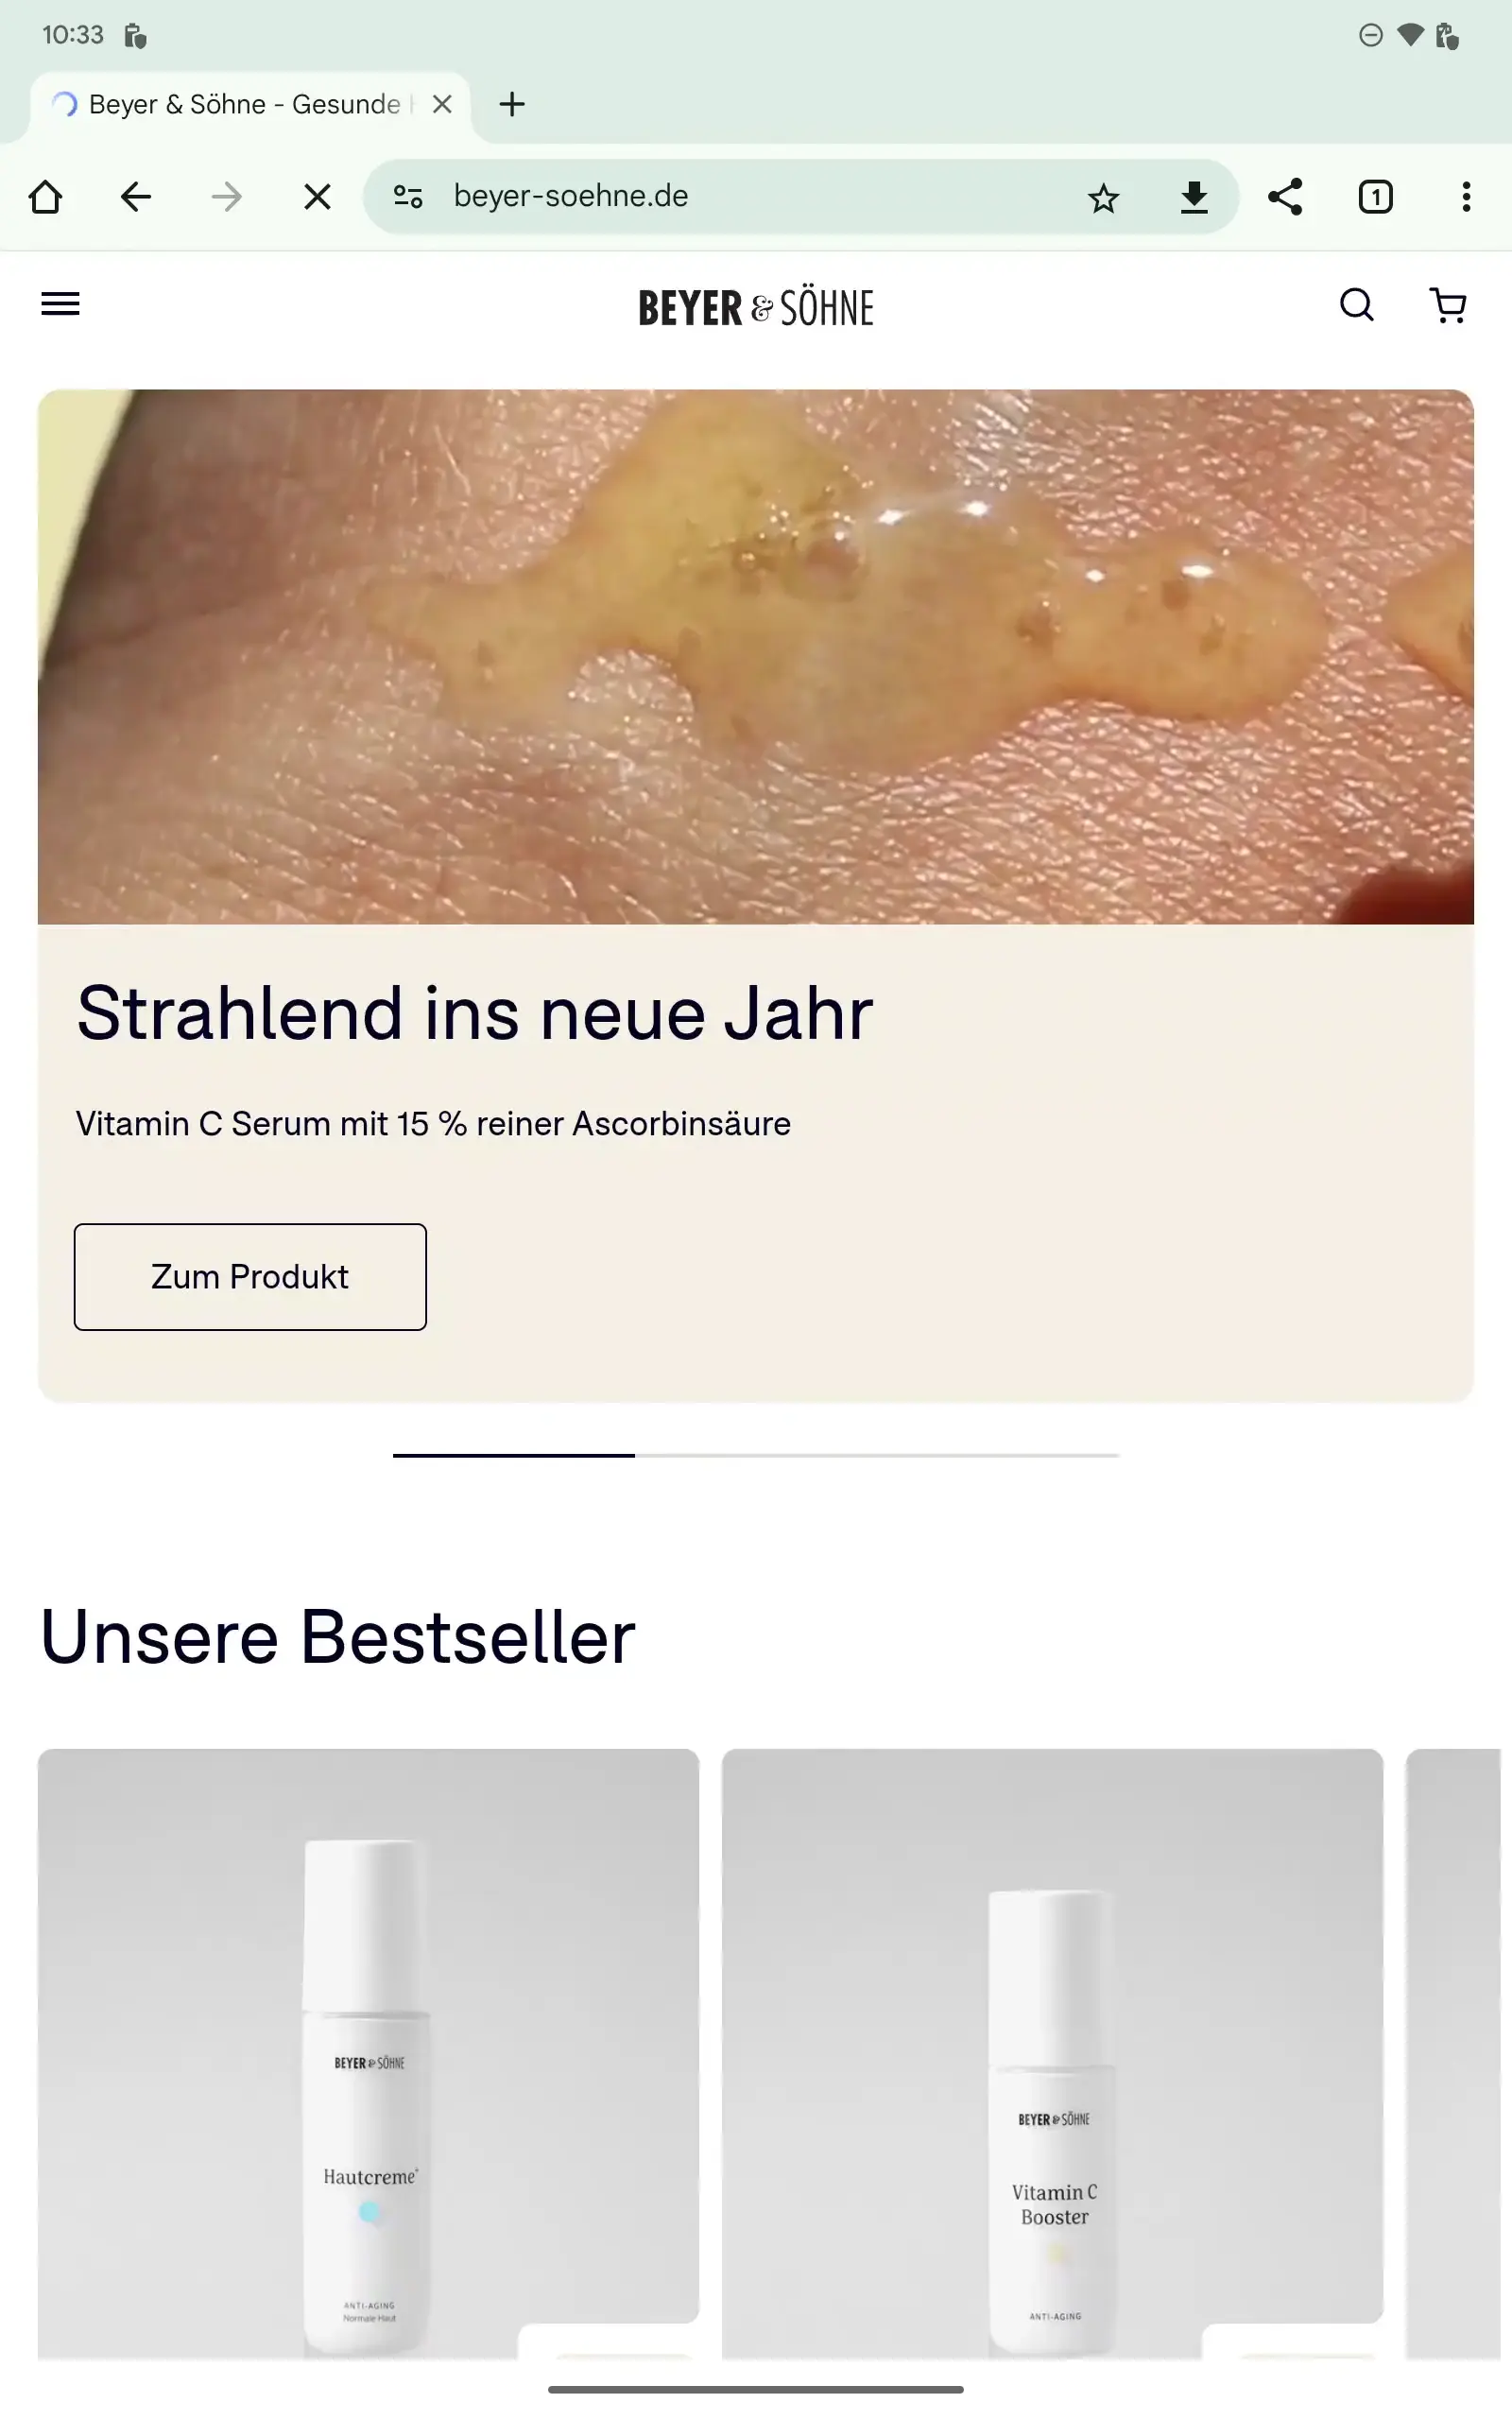 10:33
Beyer & Söhne - Gesunde
beyer-soehne.de
1
BEYER & SÖHNE
Strahlend ins neue Jahr
Vitamin C Serum mit 15 % reiner Ascorbinsäure
Zum Produkt
Unsere Bestseller
BEYER & SÖHNE
Hautcreme+
ANTI-AGING
Normale Haut
BEYER & SÖHNE
Vitamin C
Booster
ANTI-AGING